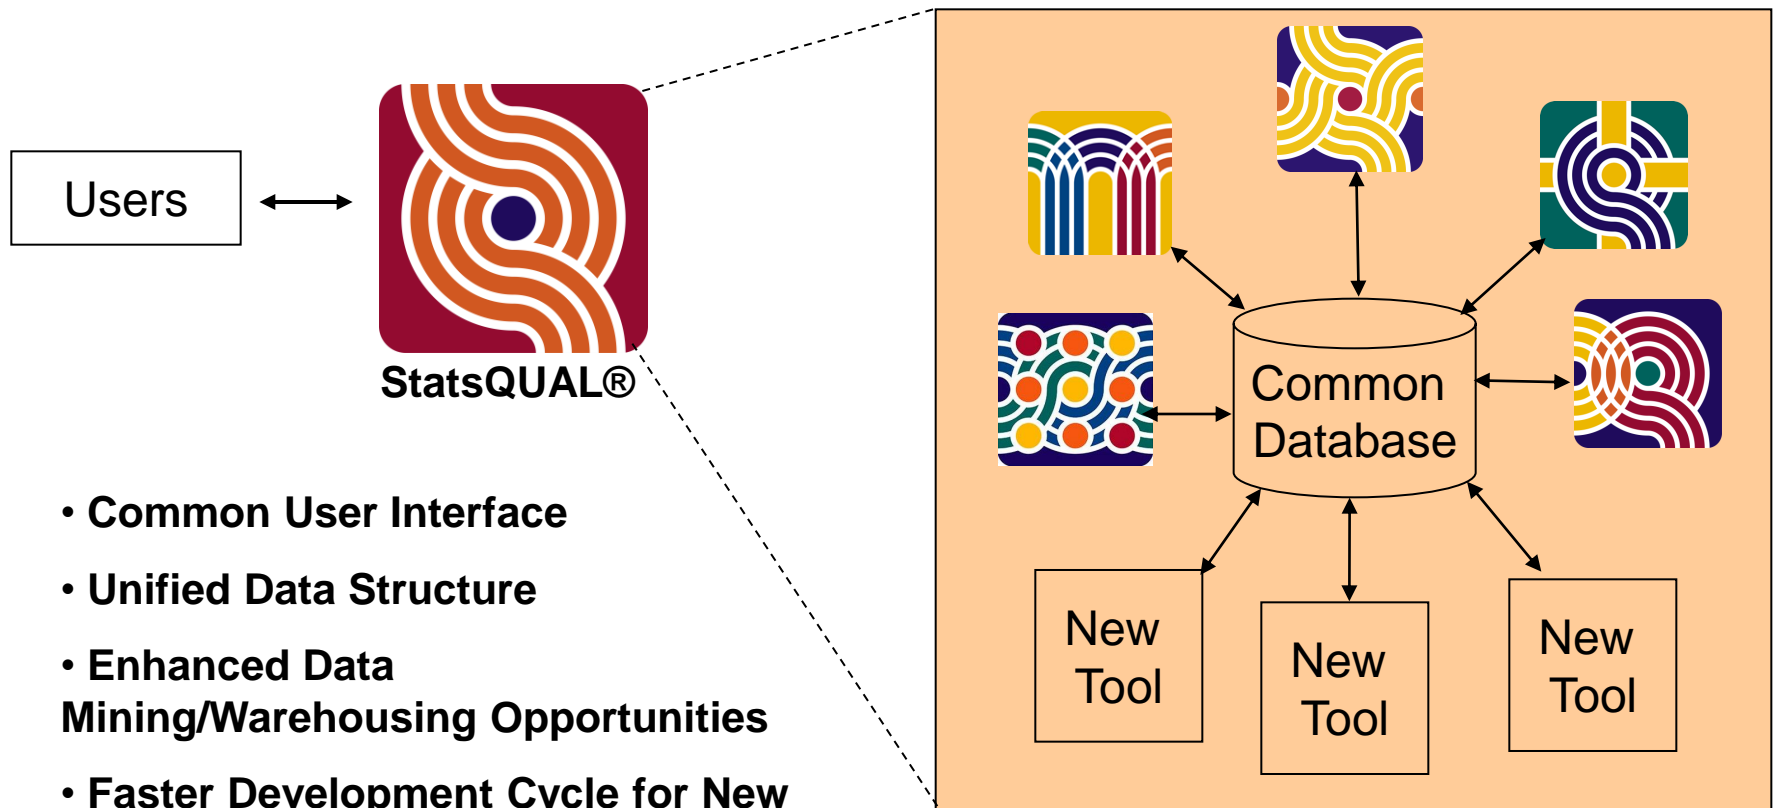 Users
StatsQUAL®
• Common User Interface
• Unified Data Structure
• Enhanced Data
Mining/Warehousing Opportunities
• Faster Development Cycle for New
Common
Database
New
Tool
New
Tool
New
Tool